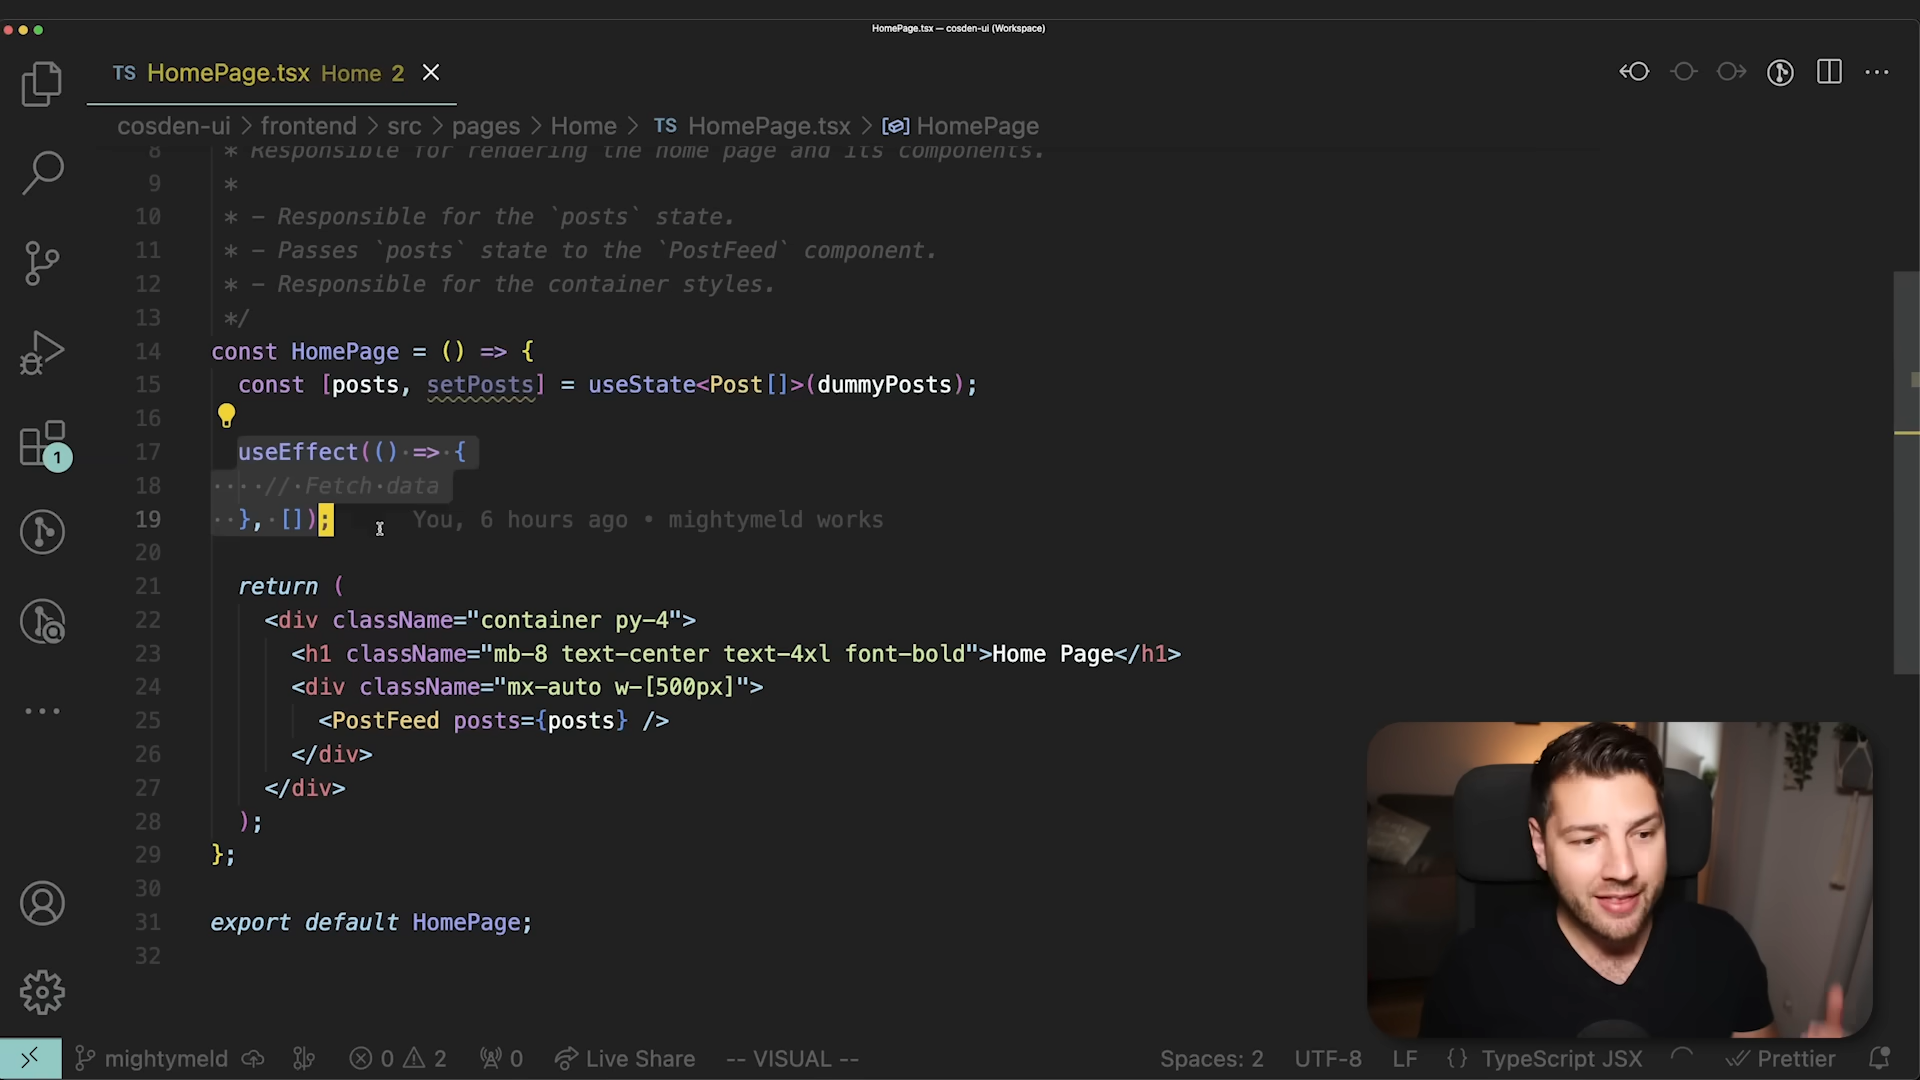 HomePage.tsx — cosden-ui (Workspace)
TS HomePage.tsx Home 2
cosden-ui > frontend > src > pages > Home > TS HomePage.tsx > HomePage
8 * Responsible for rendering the home page and its components.
9 *
10 * - Responsible for the `posts` state.
11 * - Passes `posts` state to the `PostFeed` component.
12 * - Responsible for the container styles.
13 */
14 const HomePage = () => {
15 const [posts, setPosts] = useState<Post[]>(dummyPosts);
16
17 useEffect(() => {
18 // Fetch data
19 }, []); You, 6 hours ago • mightymeld works
20
21 return (
22 <div className="container py-4">
23 <h1 className="mb-8 text-center text-4xl font-bold">Home Page</h1>
24 <div className="mx-auto w-[500px]">
25 <PostFeed posts={posts} />
26 </div>
27 </div>
28 );
29 };
30
31 export default HomePage;
32
1
mightymeld 0 2 0 Live Share -- VISUAL -- Spaces: 2 UTF-8 LF {} TypeScript JSX Prettier